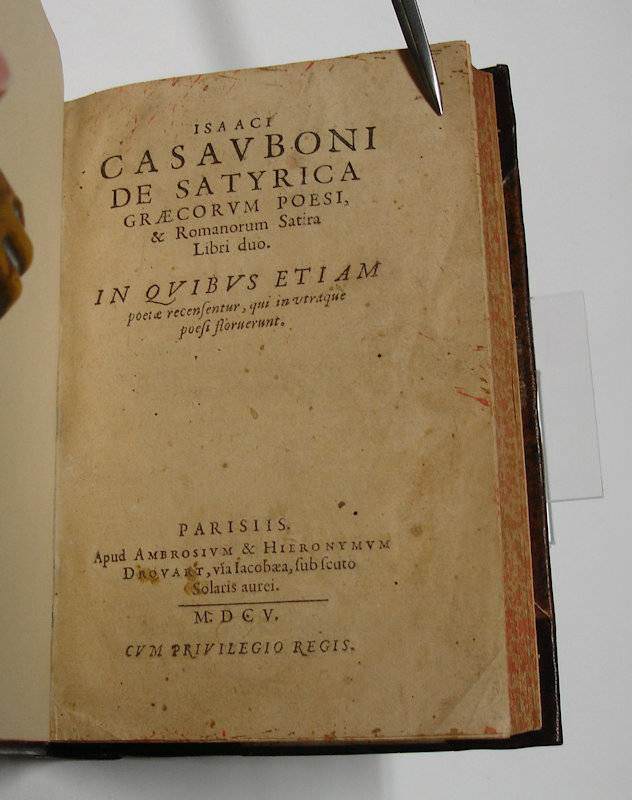 ISAACI
CASAVBONI
DE SATYRICA
GRÆCORVM POESI,
& Romanorum Satira
Libri duo.
IN QVIBVS ETIAM
poetæ recensentur, qui in vtraque
poesi floruerunt.
PARISIIS.
Apud AMBROSIVM & HIERONYMVM
DROVART, via Iacobæa, sub scuto
Solaris aurei.
M. D C V.
CVM PRIVILEGIO REGIS.